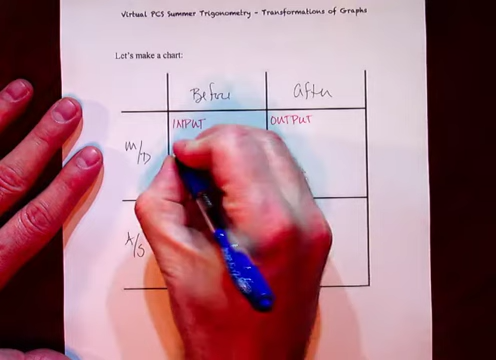 Virtual PCS Summer Trigonometry - Transformations of Graphs
Let's make a chart:
Before After
INPUT OUTPUT
M/D
A/S